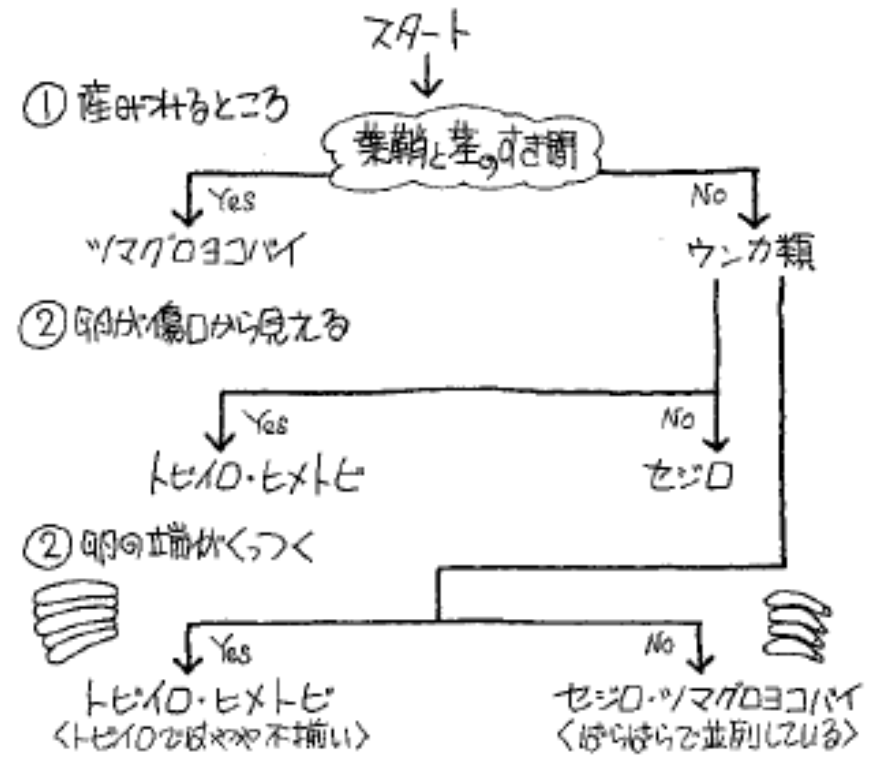 スタート
① 産みつけるところ
葉鞘と茎のすき間
Yes
No
ツマグロヨコバイ
ウンカ類
② 卵が傷口から見える
Yes
No
トビイロ・ヒメトビ
セジロ
② 卵の端がくっつく
Yes
No
トビイロ・ヒメトビ
セジロ・ツマグロヨコバイ
〈トビイロではやや不揃い〉
〈ばらばらで並列している〉